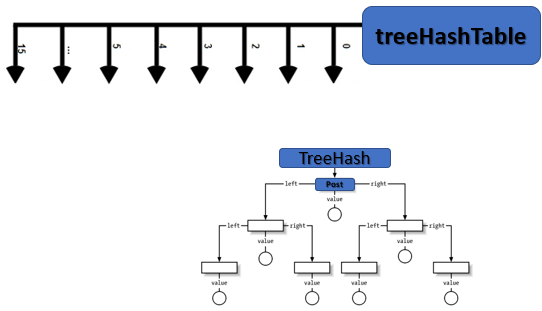 treeHashTable
15 ... 5 4 3 2 1 0
TreeHash
left Post right
value
left right left right
value value
value value value value